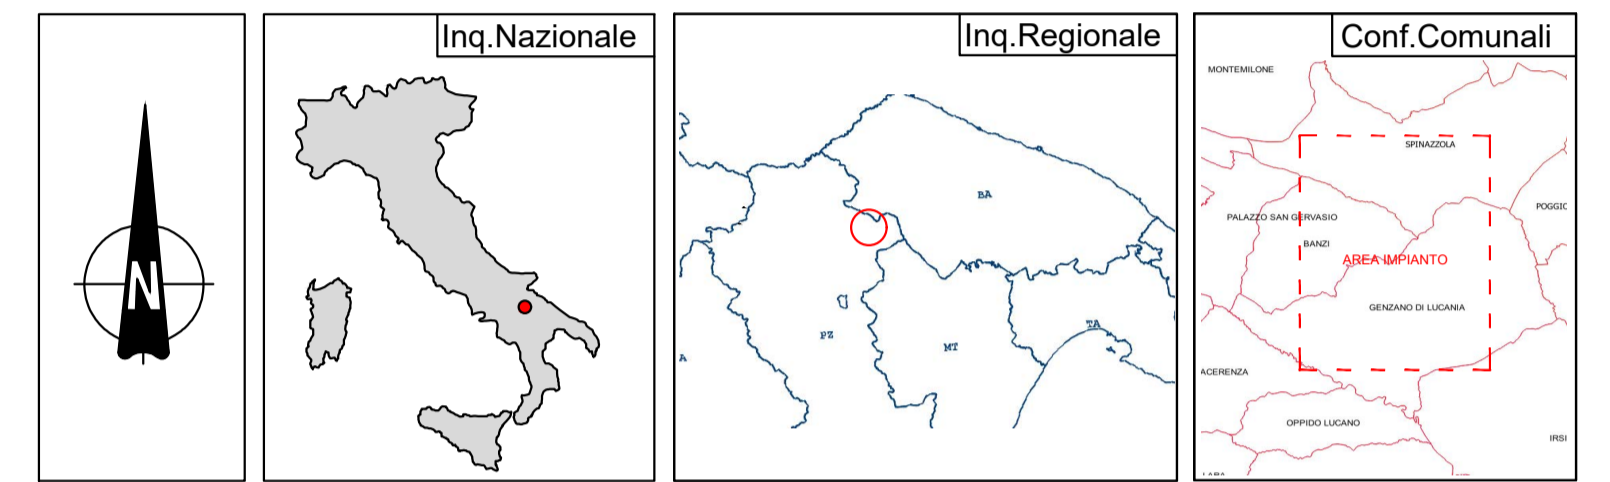 N
Inq.Nazionale
Inq.Regionale
BA
PZ
MT
TA
A
Conf.Comunali
MONTEMILONE
SPINAZZOLA
POGGIO
PALAZZO SAN GERVASIO
BANZI
AREA IMPIANTO
GENZANO DI LUCANIA
ACERENZA
OPPIDO LUCANO
IRSI